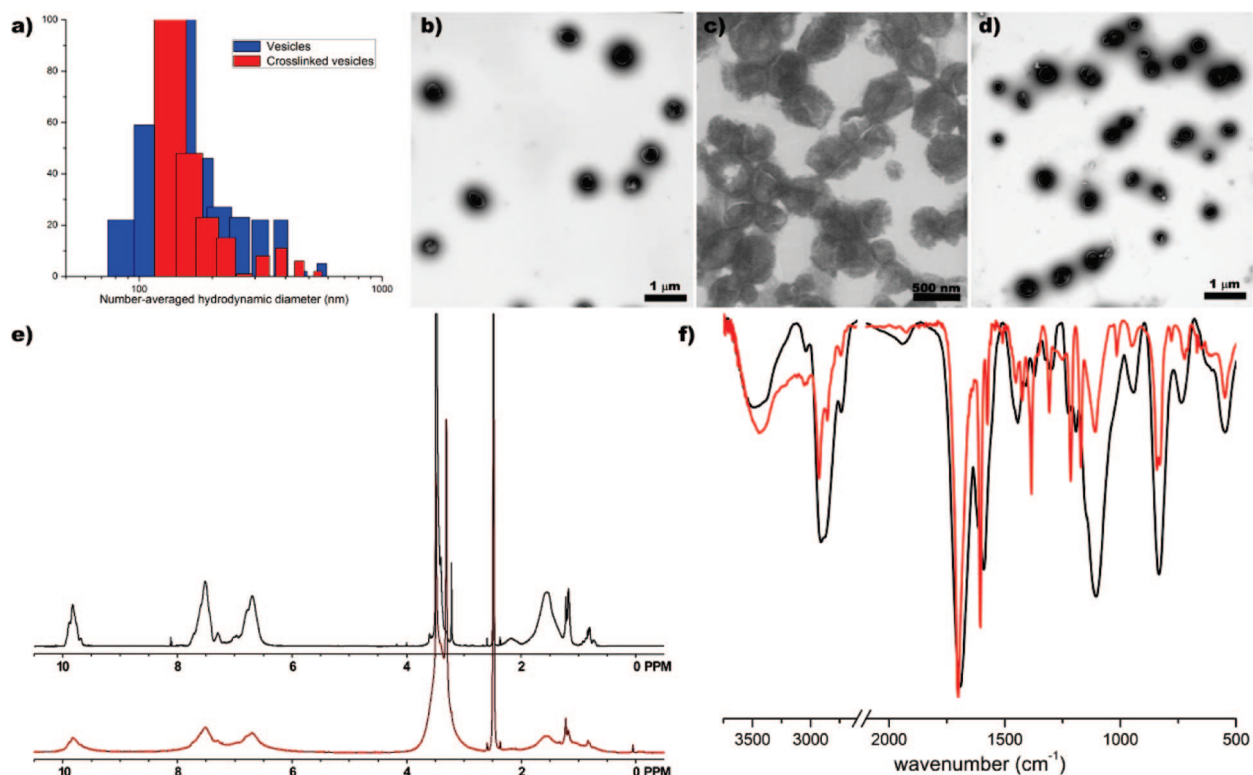 a)
100
80
60
40
20
0
Vesicles
Crosslinked vesicles
100
1000
Number-averaged hydrodynamic diameter (nm)
b)
1 µm
c)
500 nm
d)
1 µm
e)
10 8 6 4 2 0 PPM
10 8 6 4 2 0 PPM
f)
3750 3000 2000 1500 1000 500
wavenumber (cm⁻¹)